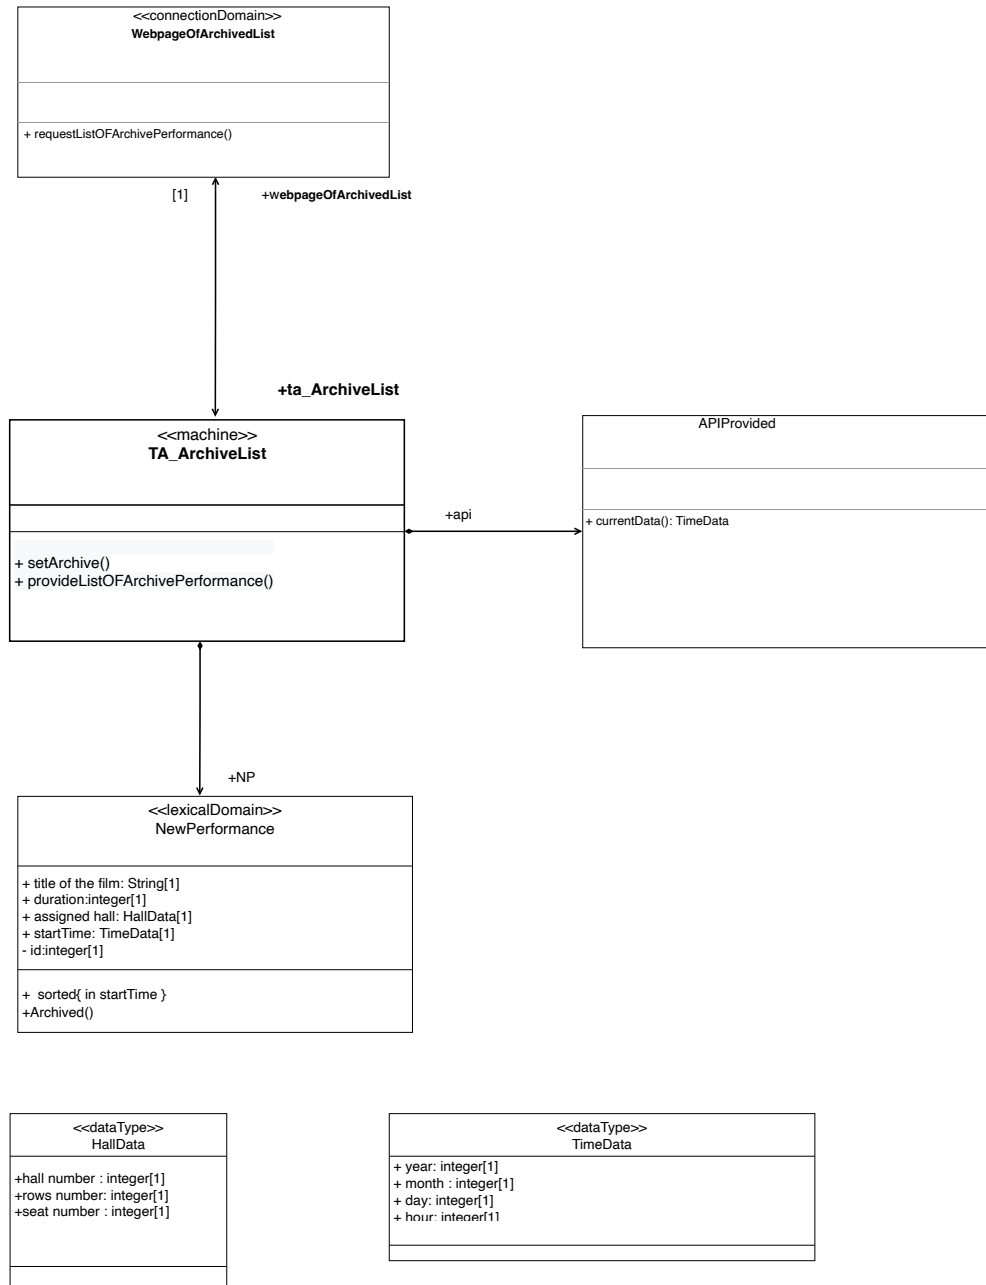 <<connectionDomain>>
WebpageOfArchivedList
+ requestListOFArchivePerformance()
[1]
+webpageOfArchivedList
+ta_ArchiveList
<<machine>>
TA_ArchiveList
+ setArchive()
+ provideListOFArchivePerformance()
+api
APIProvided
+ currentData(): TimeData
+NP
<<lexicalDomain>>
NewPerformance
+ title of the film: String[1]
+ duration:integer[1]
+ assigned hall: HallData[1]
+ startTime: TimeData[1]
- id:integer[1]
+  sorted{ in startTime }
+Archived()
<<dataType>>
HallData
+hall number : integer[1]
+rows number: integer[1]
+seat number : integer[1]
<<dataType>>
TimeData
+ year: integer[1]
+ month : integer[1]
+ day: integer[1]
+ hour: integer[1]